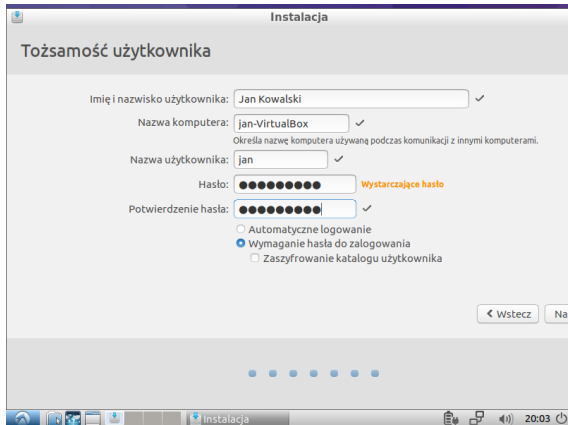 Instalacja
Tożsamość użytkownika
Imię i nazwisko użytkownika: Jan Kowalski
Nazwa komputera: jan-VirtualBox
Określa nazwę komputera używaną podczas komunikacji z innymi komputerami.
Nazwa użytkownika: jan
Hasło: ●●●●●●●●● Wystarczające hasło
Potwierdzenie hasła: ●●●●●●●●●
Automatyczne logowanie
Wymaganie hasła do zalogowania
Zaszyfrowanie katalogu użytkownika
Wstecz Na
Instalacja 20:03